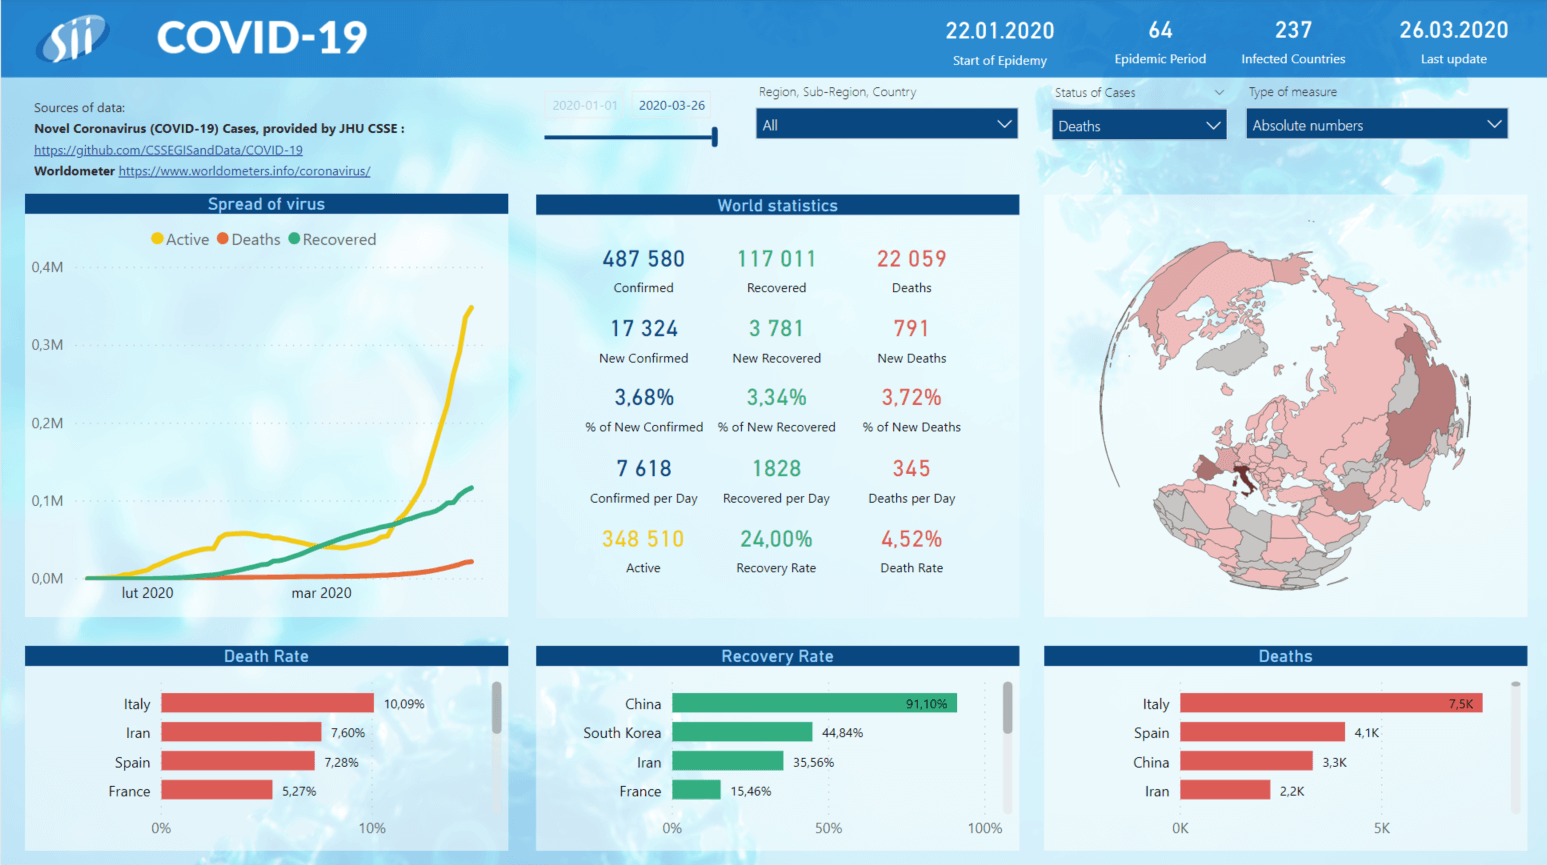 sii
COVID-19
22.01.2020
Start of Epidemy
64
Epidemic Period
237
Infected Countries
26.03.2020
Last update
Sources of data:
Novel Coronavirus (COVID-19) Cases, provided by JHU CSSE :
https://github.com/CSSEGISandData/COVID-19
Worldometer https://www.worldometers.info/coronavirus/
2020-01-01 2020-03-26
Region, Sub-Region, Country
All
Status of Cases
Deaths
Type of measure
Absolute numbers
Spread of virus
Active Deaths Recovered
0,4M
0,3M
0,2M
0,1M
0,0M
lut 2020 mar 2020
World statistics
487 580 117 011 22 059
Confirmed Recovered Deaths
17 324 3 781 791
New Confirmed New Recovered New Deaths
3,68% 3,34% 3,72%
% of New Confirmed % of New Recovered % of New Deaths
7 618 1828 345
Confirmed per Day Recovered per Day Deaths per Day
348 510 24,00% 4,52%
Active Recovery Rate Death Rate
Death Rate
Italy 10,09%
Iran 7,60%
Spain 7,28%
France 5,27%
0% 10%
Recovery Rate
China 91,10%
South Korea 44,84%
Iran 35,56%
France 15,46%
0% 50% 100%
Deaths
Italy 7,5K
Spain 4,1K
China 3,3K
Iran 2,2K
0K 5K